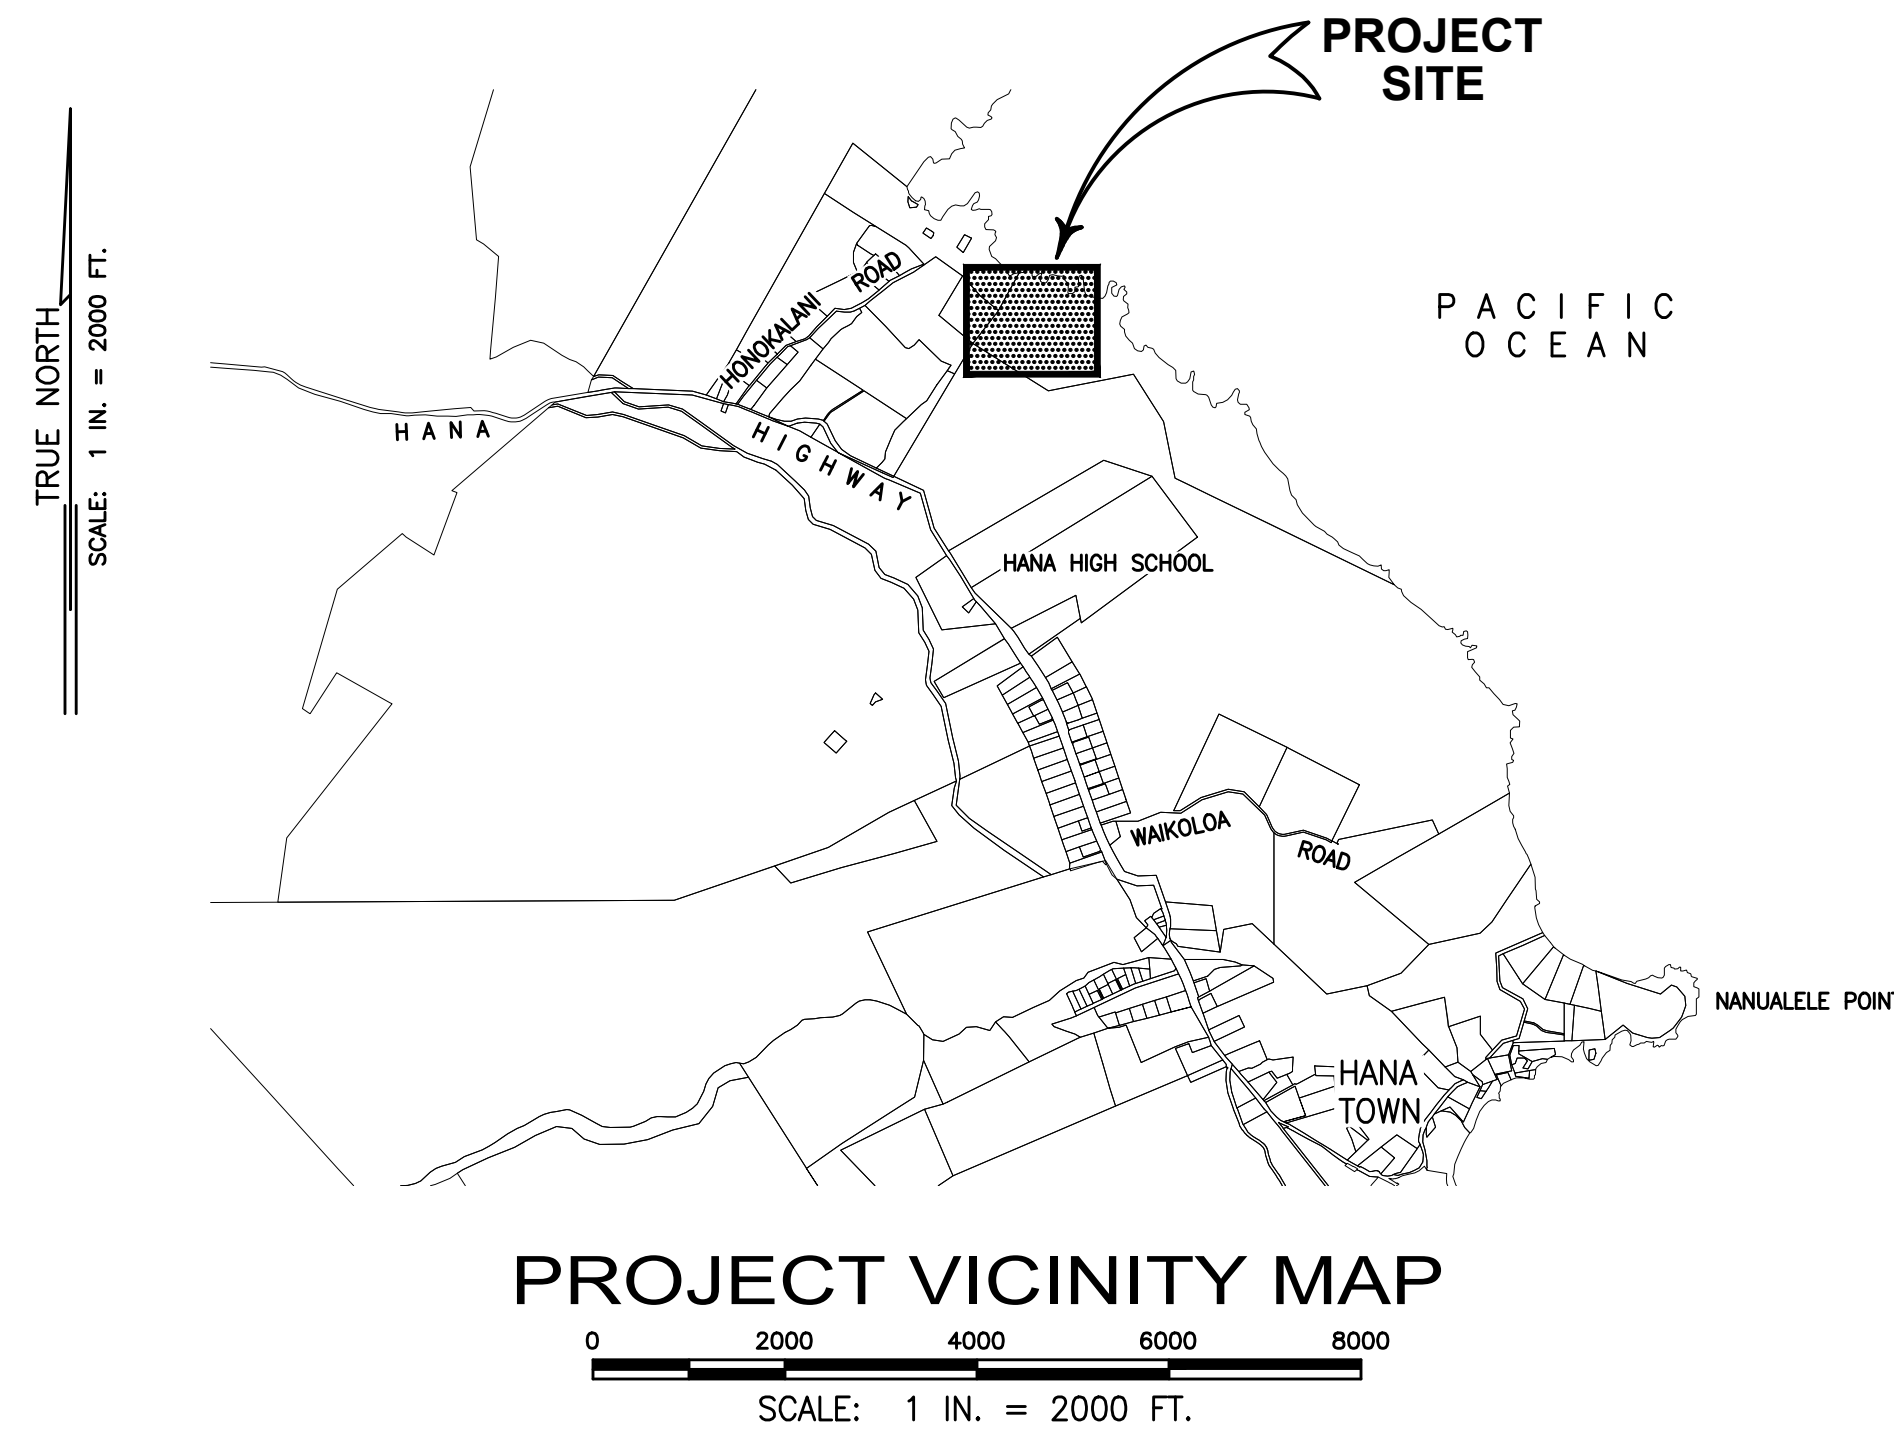 PROJECT
SITE
TRUE NORTH
SCALE: 1 IN. = 2000 FT.
HONOKALANI ROAD
PACIFIC
OCEAN
HANA HIGHWAY
HANA HIGH SCHOOL
WAIKOLOA ROAD
NANUALELE POIN
HANA
TOWN
PROJECT VICINITY MAP
0 2000 4000 6000 8000
SCALE: 1 IN. = 2000 FT.